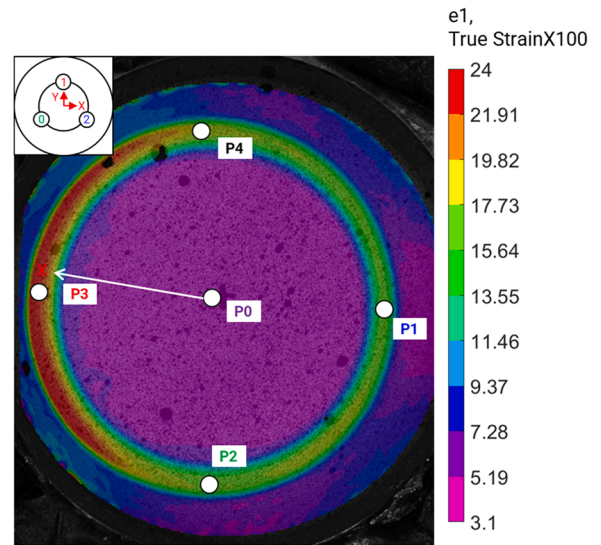 e1,
True StrainX100
1
Y
X
0
2
P4
P3
P0
P1
P2
24
21.91
19.82
17.73
15.64
13.55
11.46
9.37
7.28
5.19
3.1